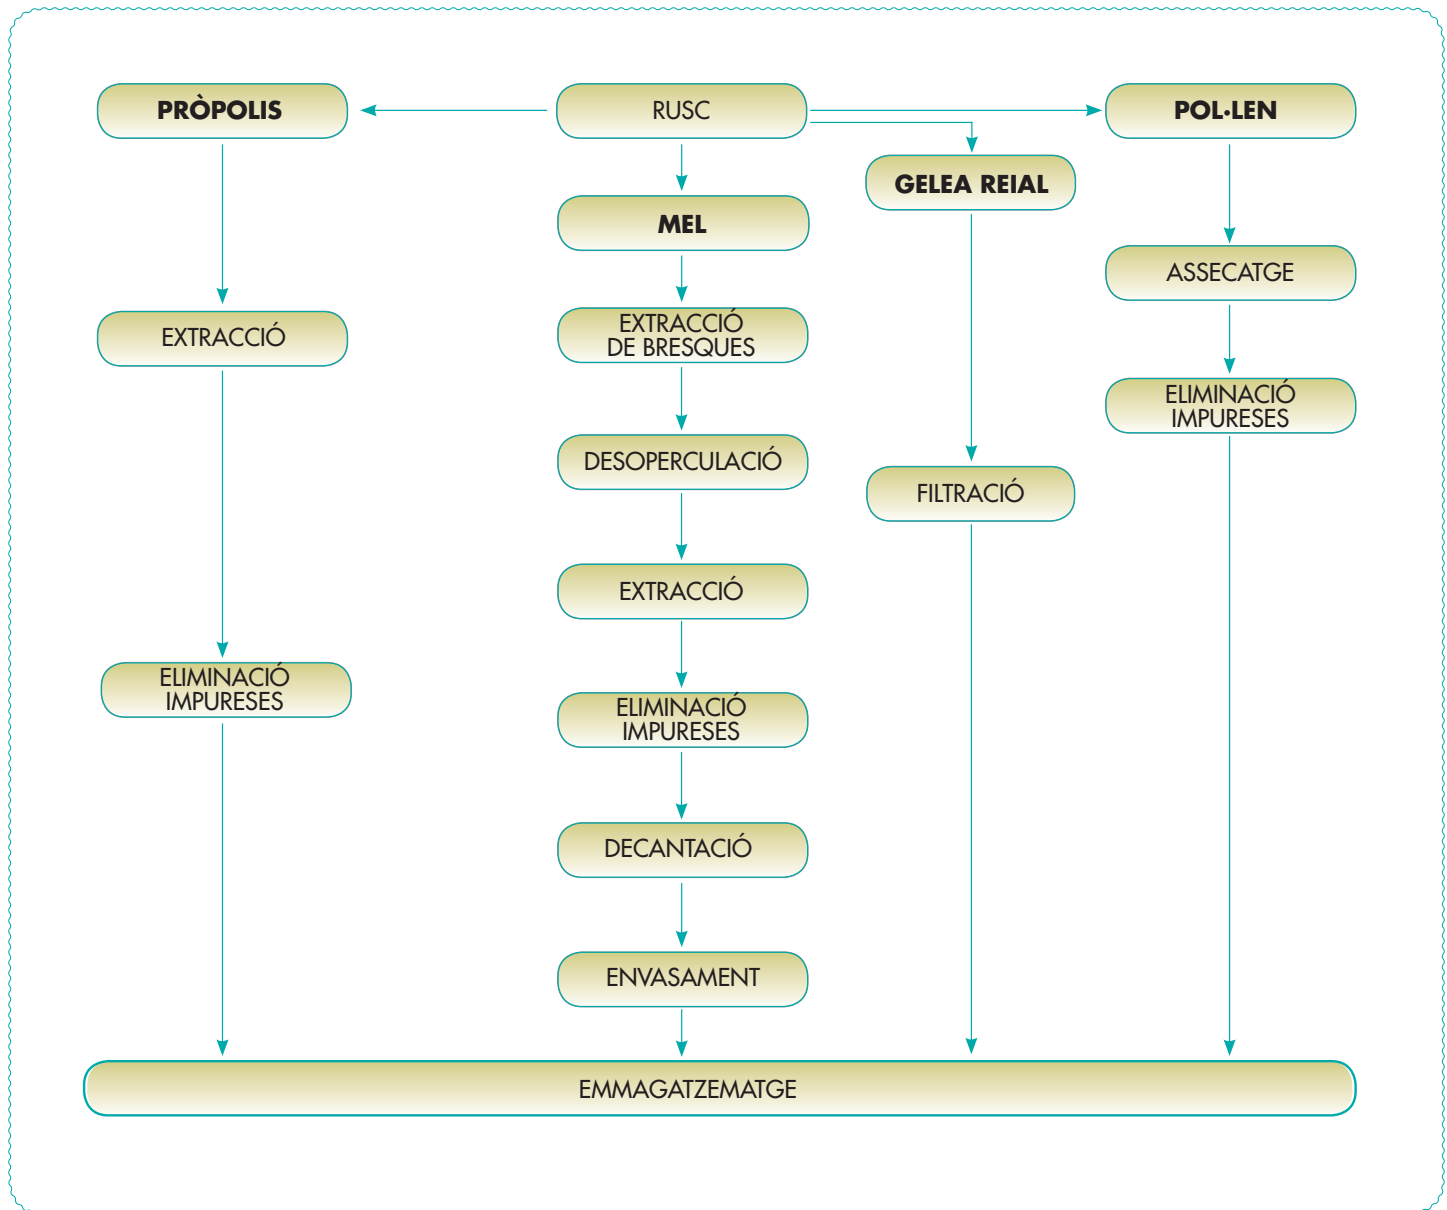 PRÒPOLIS
RUSC
POL·LEN
GELEA REIAL
MEL
ASSECATGE
EXTRACCIÓ
EXTRACCIÓ
DE BRESQUES
ELIMINACIÓ
IMPURESES
DESOPERCULACIÓ
FILTRACIÓ
EXTRACCIÓ
ELIMINACIÓ
IMPURESES
ELIMINACIÓ
IMPURESES
DECANTACIÓ
ENVASAMENT
EMMAGATZEMATGE